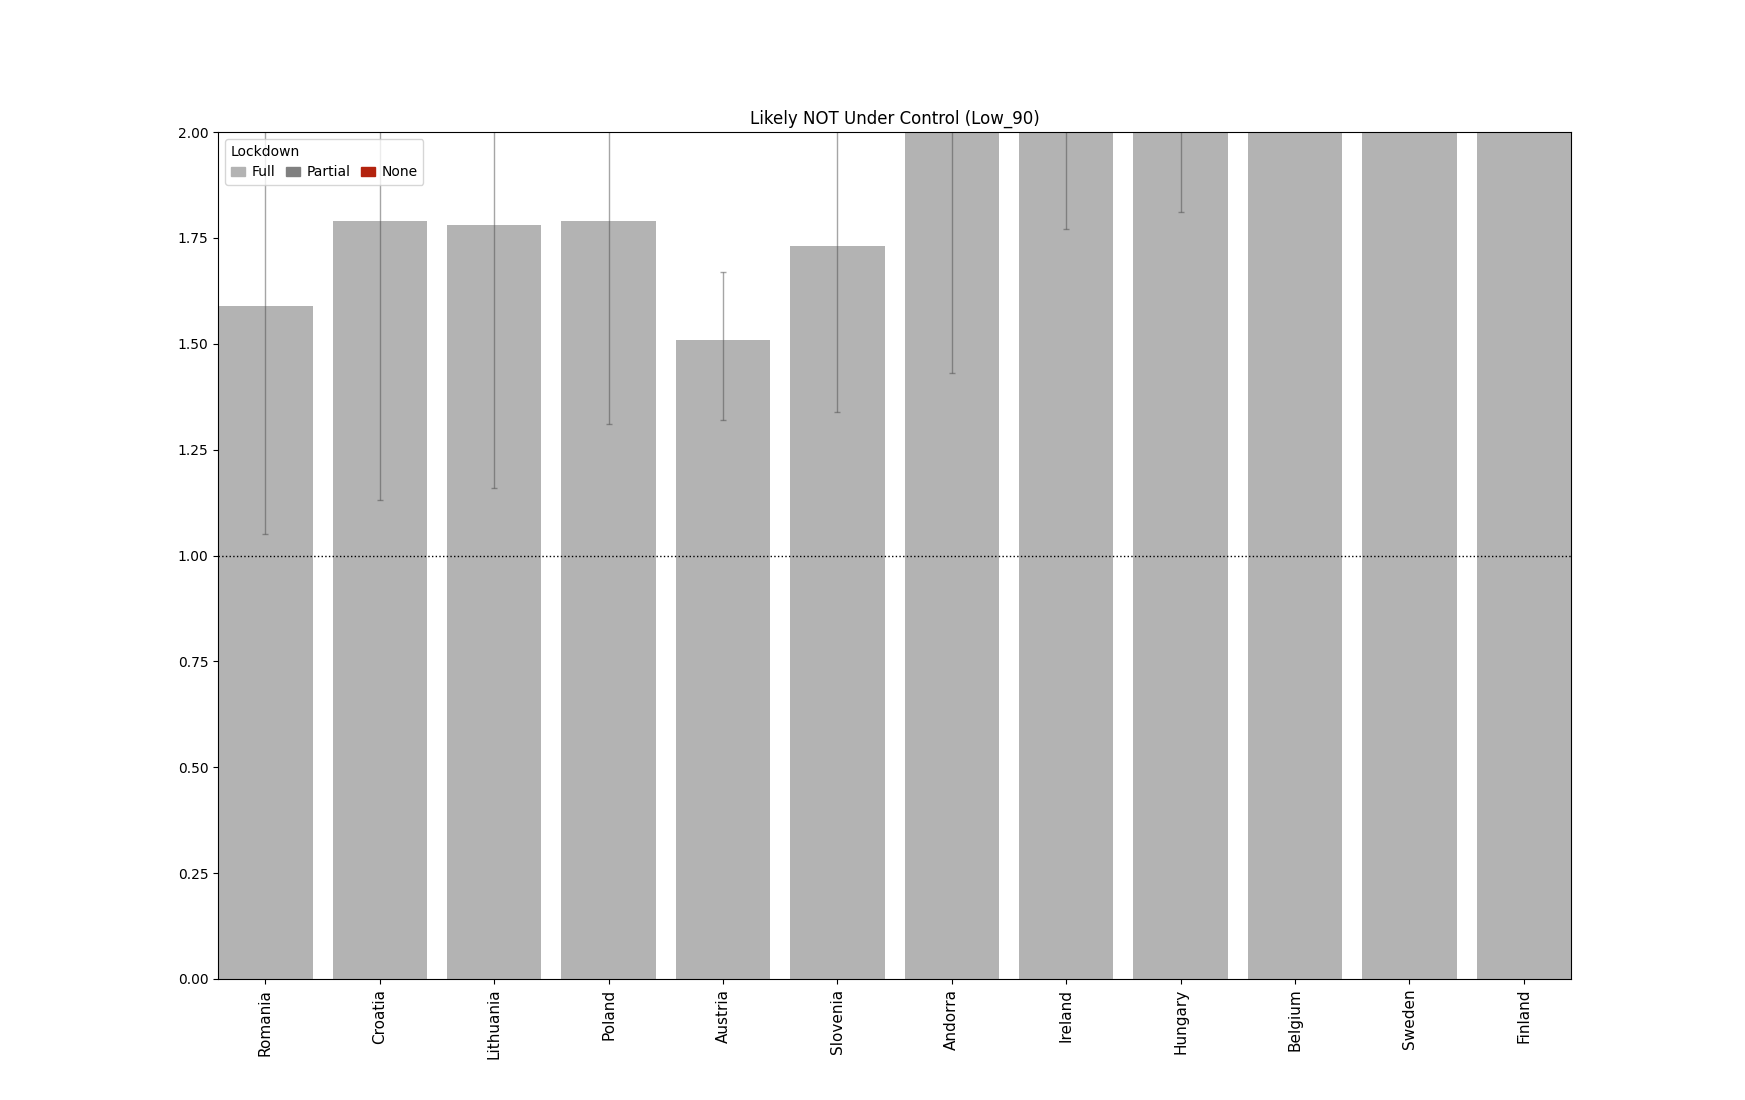 Likely NOT Under Control (Low_90)
2.00
1.75
1.50
1.25
1.00
0.75
0.50
0.25
0.00
Lockdown
Full Partial None
Romania
Croatia
Lithuania
Poland
Austria
Slovenia
Andorra
Ireland
Hungary
Belgium
Sweden
Finland